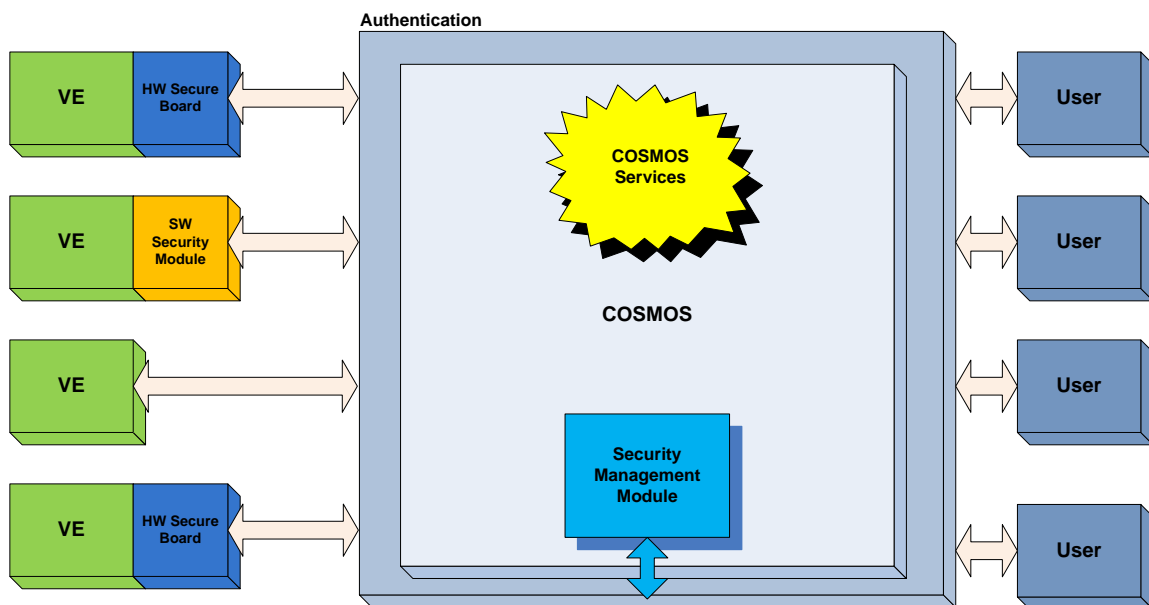 Authentication
VE
HW Secure
Board
User
COSMOS
Services
VE
SW
Security
Module
User
COSMOS
VE
User
Security
Management
Module
VE
HW Secure
Board
User